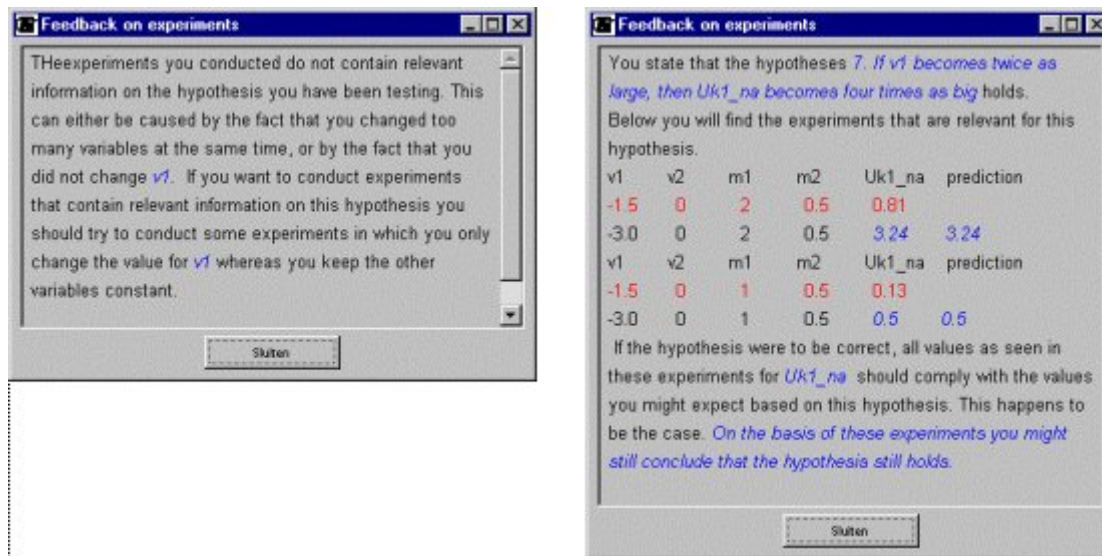 Feedback on experiments
THeexperiments you conducted do not contain relevant
information on the hypothesis you have been testing. This
can either be caused by the fact that you changed too
many variables at the same time, or by the fact that you
did not change v1. If you want to conduct experiments
that contain relevant information on this hypothesis you
should try to conduct some experiments in which you only
change the value for v1 whereas you keep the other
variables constant.
Sluiten
Feedback on experiments
You state that the hypotheses 7. If v1 becomes twice as
large, then Uk1_na becomes four times as big holds.
Below you will find the experiments that are relevant for this
hypothesis.
v1 v2 m1 m2 Uk1_na prediction
-1.5 0 2 0.5 0.81
-3.0 0 2 0.5 3.24 3.24
v1 v2 m1 m2 Uk1_na prediction
-1.5 0 1 0.5 0.13
-3.0 0 1 0.5 0.5 0.5
If the hypothesis were to be correct, all values as seen in
these experiments for Uk1_na should comply with the values
you might expect based on this hypothesis. This happens to
be the case. On the basis of these experiments you might
still conclude that the hypothesis still holds.
Sluiten